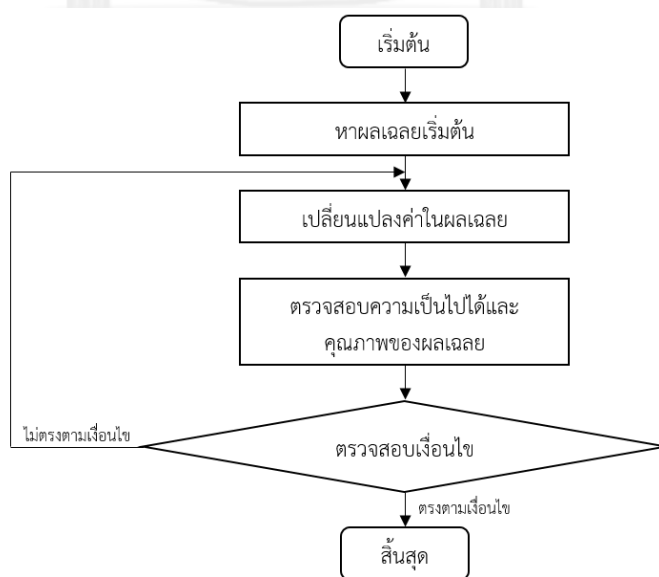 เริ่มต้น
หาผลเฉลยเริ่มต้น
เปลี่ยนแปลงค่าในผลเฉลย
ตรวจสอบความเป็นไปได้และ
คุณภาพของผลเฉลย
ไม่ตรงตามเงื่อนไข
ตรวจสอบเงื่อนไข
ตรงตามเงื่อนไข
สิ้นสุด